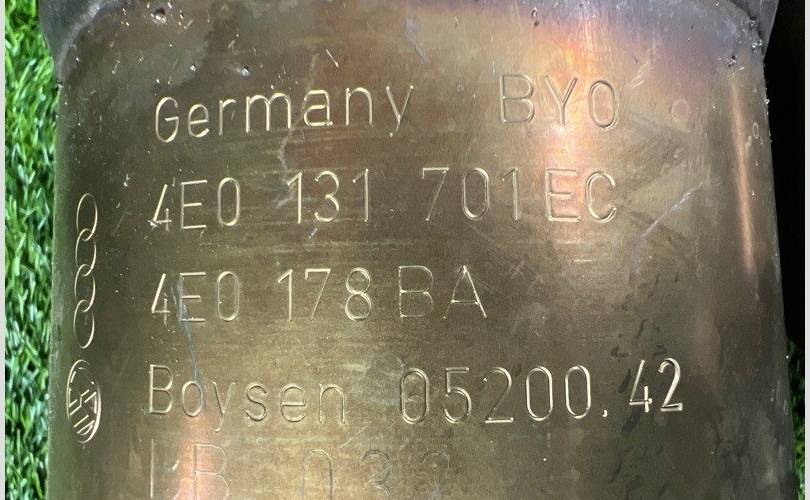 Germany BYO
4E0 131 701 EC
4E0 178 BA
Boysen 05200.42